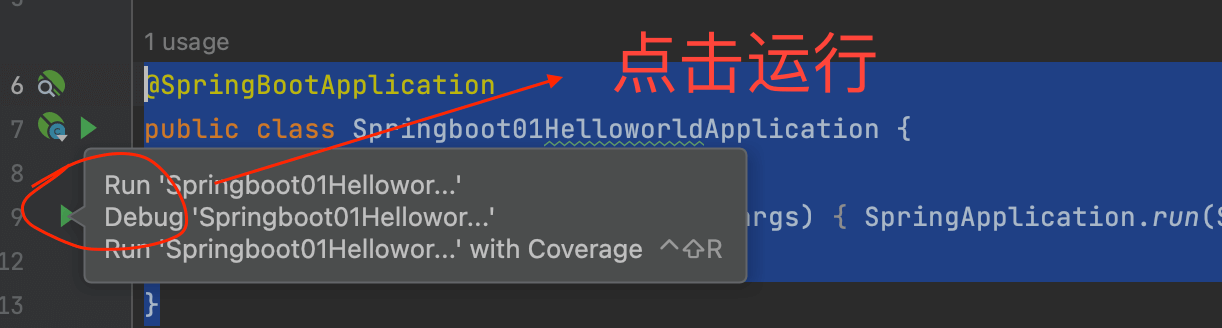 1 usage
点击运行
6 @SpringBootApplication
7 public class Springboot01HelloworldApplication {
8
Run 'Springboot01Hellowor...'
9 Debug 'Springboot01Hellowor...' args) { SpringApplication.run(
Run 'Springboot01Hellowor...' with Coverage ^⇧R
12
13 }